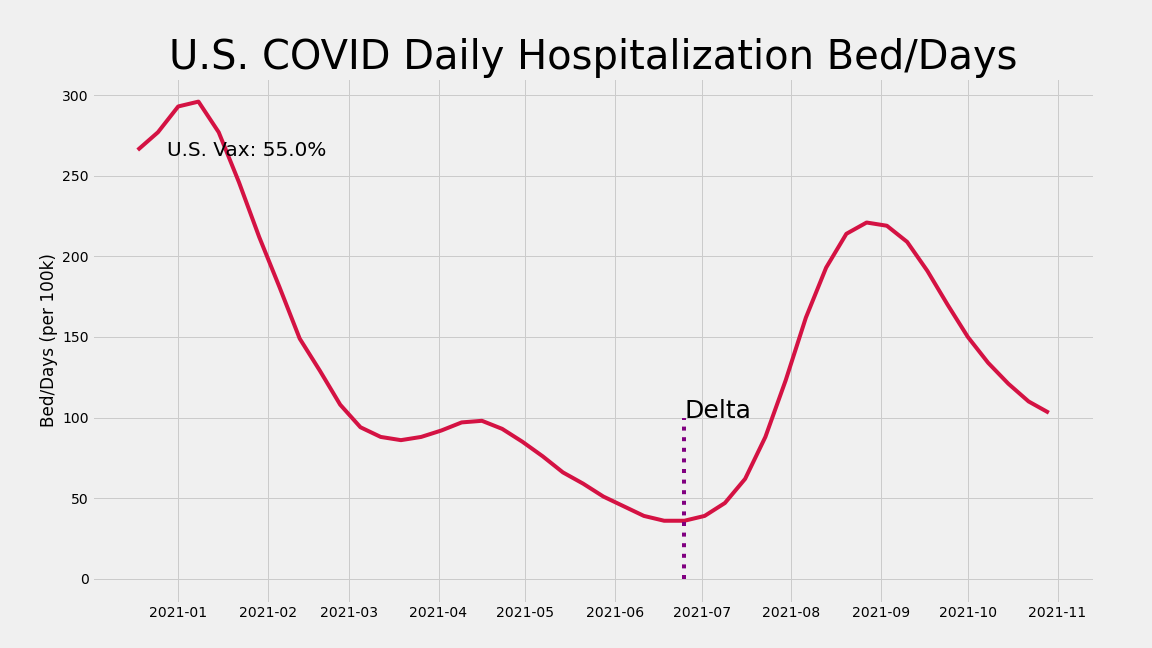 U.S. COVID Daily Hospitalization Bed/Days
300
U.S. Vax: 55.0%
250
200
Bed/Days (per 100k)
150
Delta
100
50
0
2021-01 2021-02 2021-03 2021-04 2021-05 2021-06 2021-07 2021-08 2021-09 2021-10 2021-11